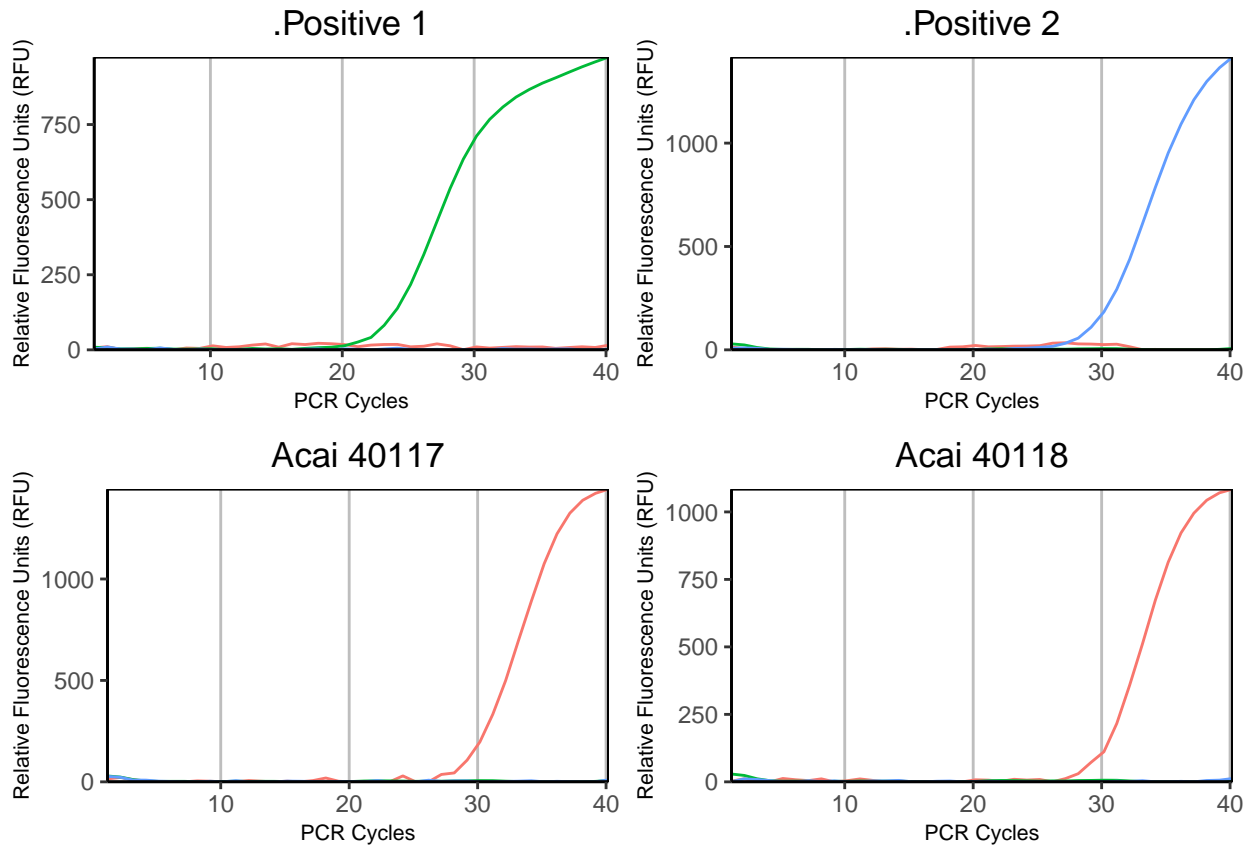 .Positive 1
Relative Fluorescence Units (RFU)
750
500
250
0
10 20 30 40
PCR Cycles
.Positive 2
Relative Fluorescence Units (RFU)
1000
500
0
10 20 30 40
PCR Cycles
Acai 40117
Relative Fluorescence Units (RFU)
1000
500
0
10 20 30 40
PCR Cycles
Acai 40118
Relative Fluorescence Units (RFU)
1000
750
500
250
0
10 20 30 40
PCR Cycles